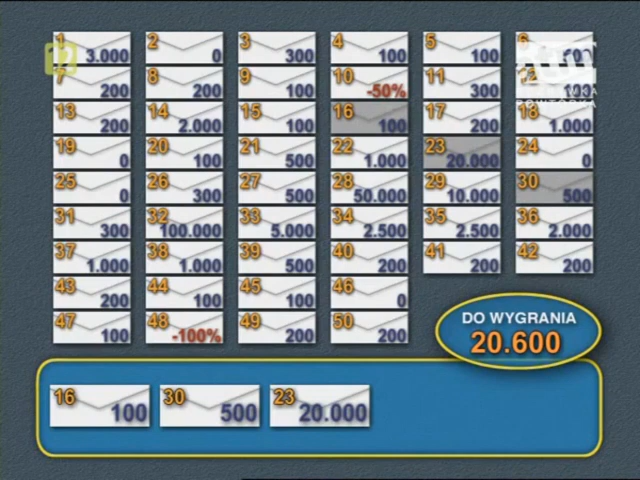 1 3.000 2 0 3 300 4 100 5 100 6
7 200 8 200 9 100 10 -50% 11 300 12
13 200 14 2.000 15 100 16 100 17 200 18 1.000
19 0 20 100 21 500 22 1.000 23 20.000 24 0
25 0 26 300 27 500 28 50.000 29 10.000 30 500
31 300 32 100.000 33 5.000 34 2.500 35 2.500 36 2.000
37 1.000 38 1.000 39 500 40 200 41 200 42 200
43 200 44 100 45 100 46 0
47 100 48 -100% 49 200 50 200
12
POWTÓRKA
DO WYGRANIA
20.600
16 100 30 500 23 20.000